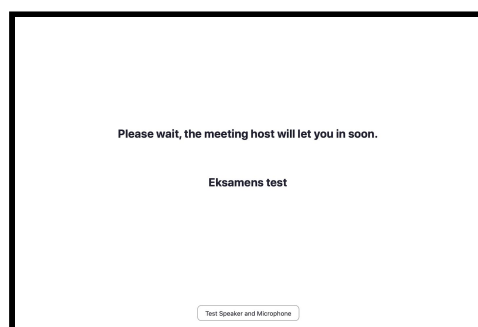 Please wait, the meeting host will let you in soon.
Eksamens test
Test Speaker and Microphone